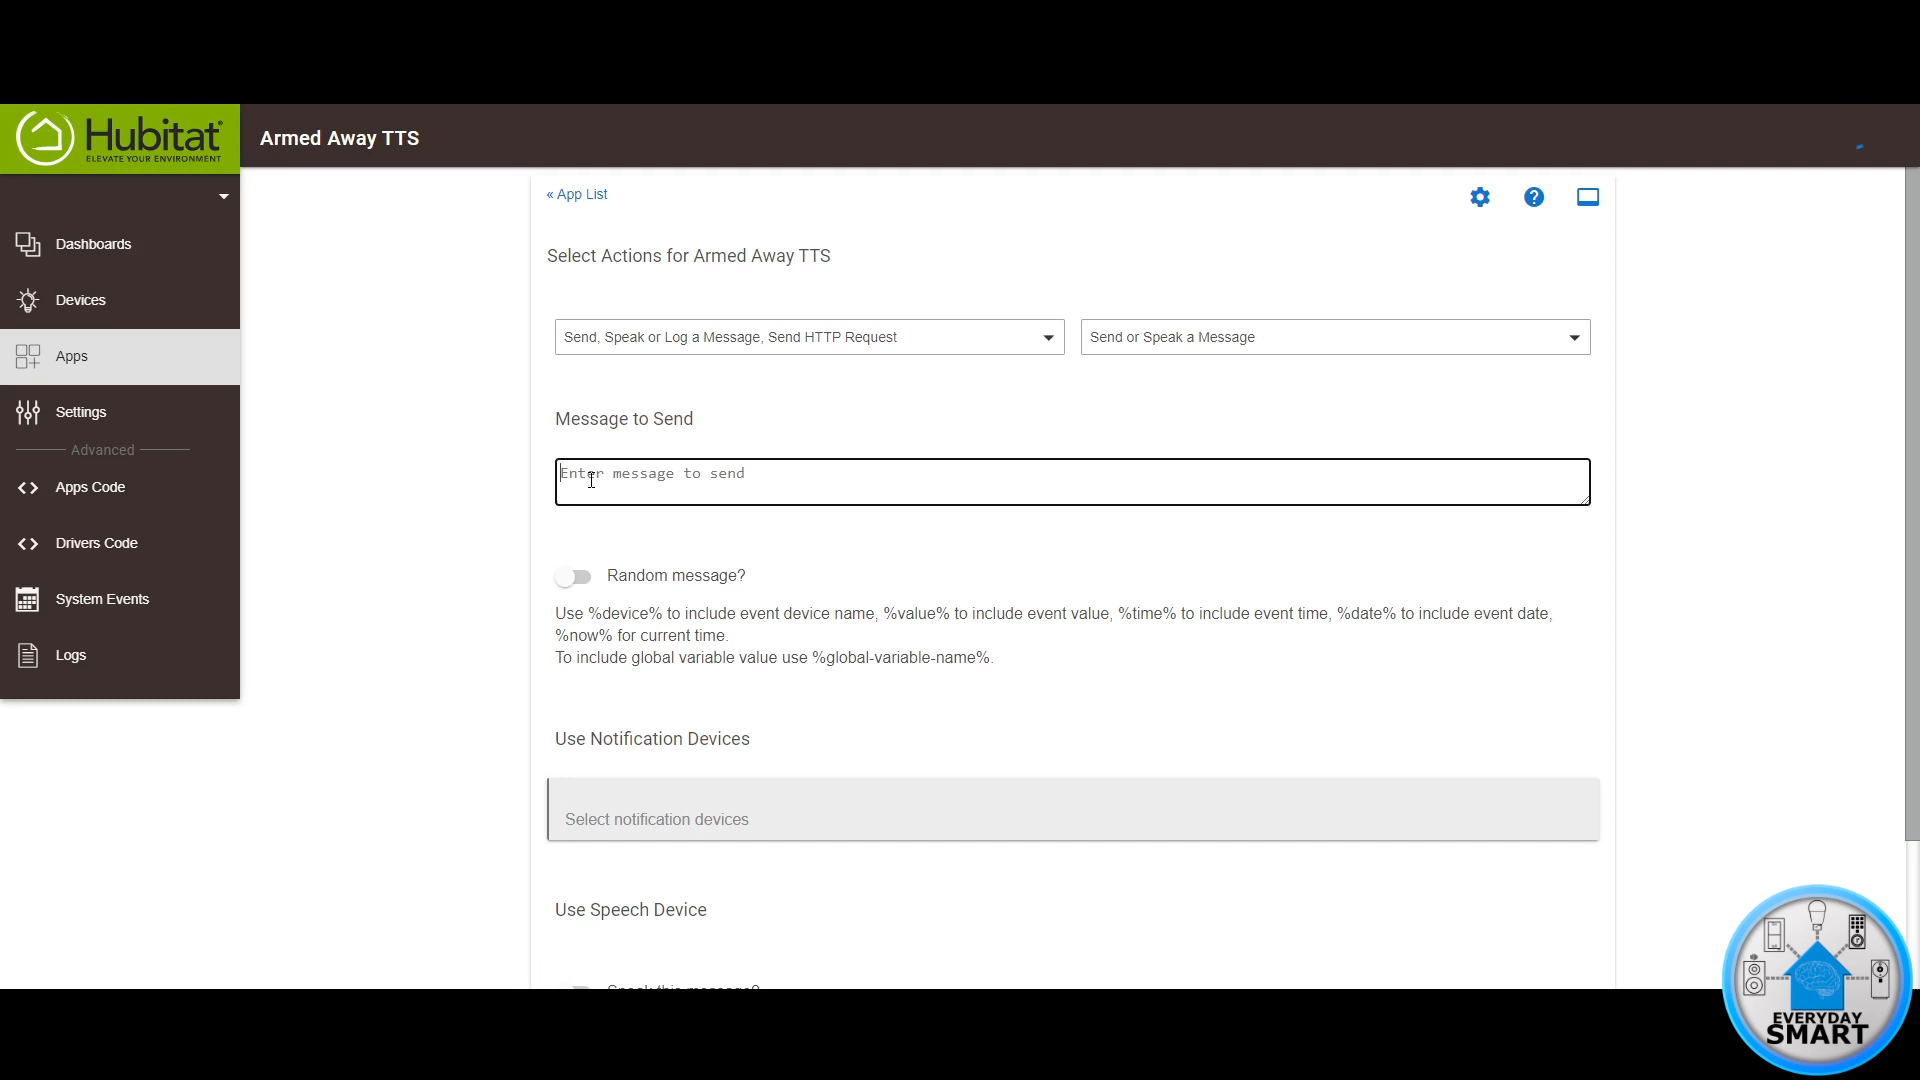 Hubitat
ELEVATE YOUR ENVIRONMENT
Armed Away TTS
Dashboards
Devices
Apps
Settings
Advanced
Apps Code
Drivers Code
System Events
Logs
« App List
Select Actions for Armed Away TTS
Send, Speak or Log a Message, Send HTTP Request
Send or Speak a Message
Message to Send
Enter message to send
Random message?
Use %device% to include event device name, %value% to include event value, %time% to include event time, %date% to include event date,
%now% for current time.
To include global variable value use %global-variable-name%.
Use Notification Devices
Select notification devices
Use Speech Device
Speak this message?
EVERYDAY
SMART